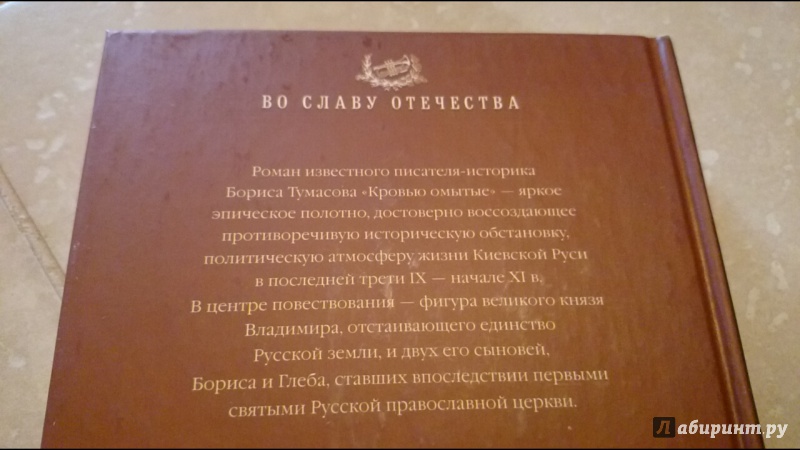 ВО СЛАВУ ОТЕЧЕСТВА
Роман известного писателя-историка
Бориса Тумасова «Кровью омытые» — яркое
эпическое полотно, достоверно воссоздающее
противоречивую историческую обстановку,
политическую атмосферу жизни Киевской Руси
в последней трети IX — начале XI в.
В центре повествования — фигура великого князя
Владимира, отстаивающего единство
Русской земли, и двух его сыновей,
Бориса и Глеба, ставших впоследствии первыми
святыми Русской православной церкви.
Лабиринт.ру